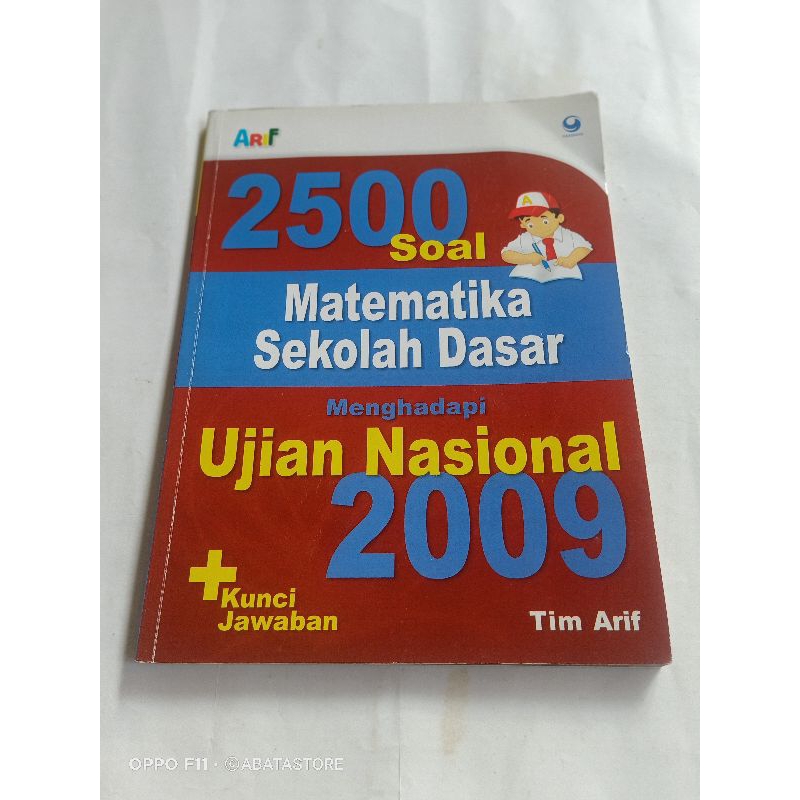 ARIF
2500
Soal
A
Matematika
Sekolah Dasar
Menghadapi
Ujian Nasional
2009
+Kunci
Jawaban
Tim Arif
OPPO F11 · ©ABATASTORE